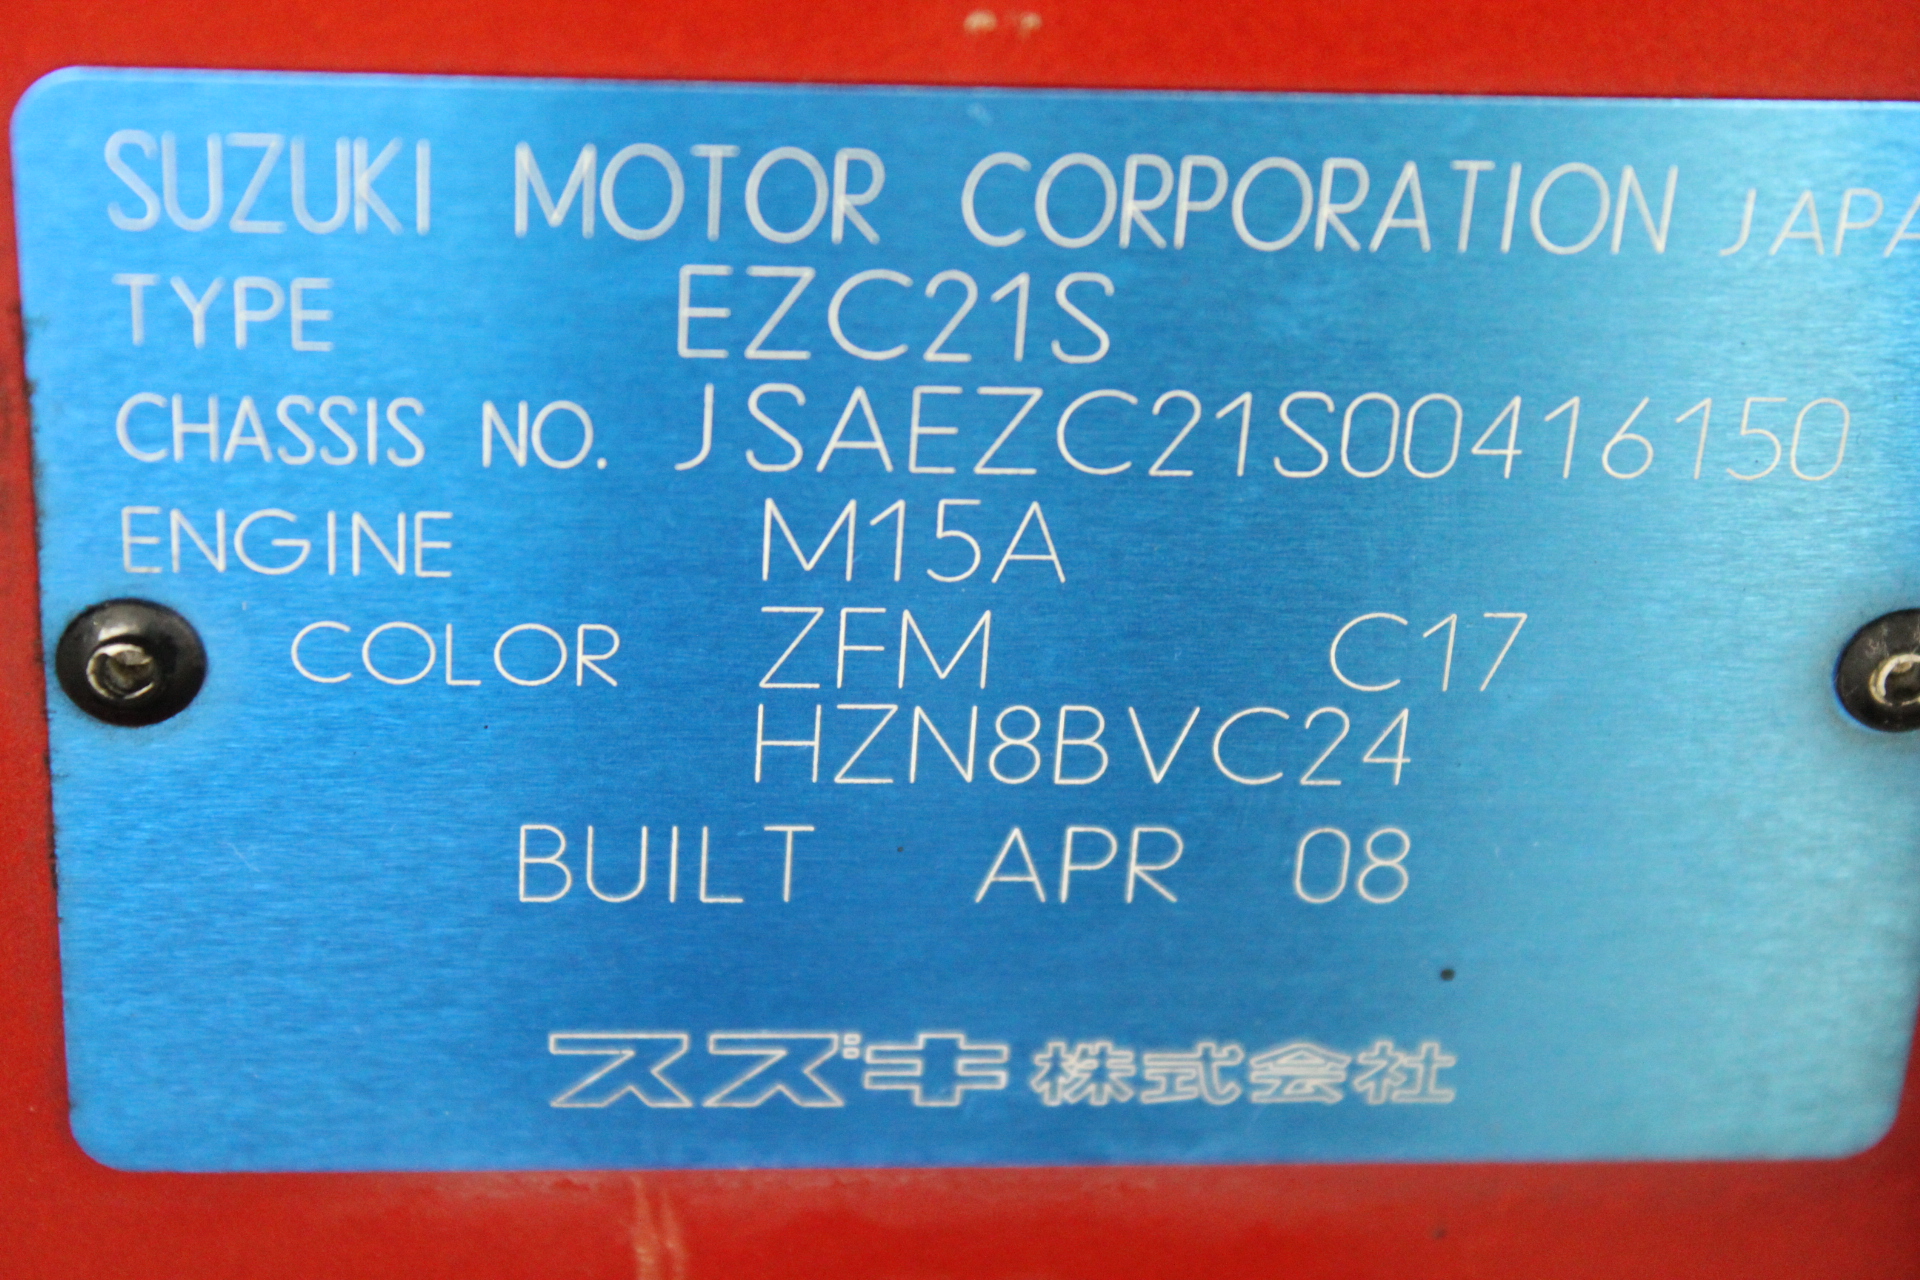 SUZUKI MOTOR CORPORATION JAPA
TYPE EZC21S
CHASSIS NO. JSAEZC21S00416150
ENGINE M15A
COLOR ZFM C17
HZN8BVC24
BUILT APR 08
スズキ株式会社